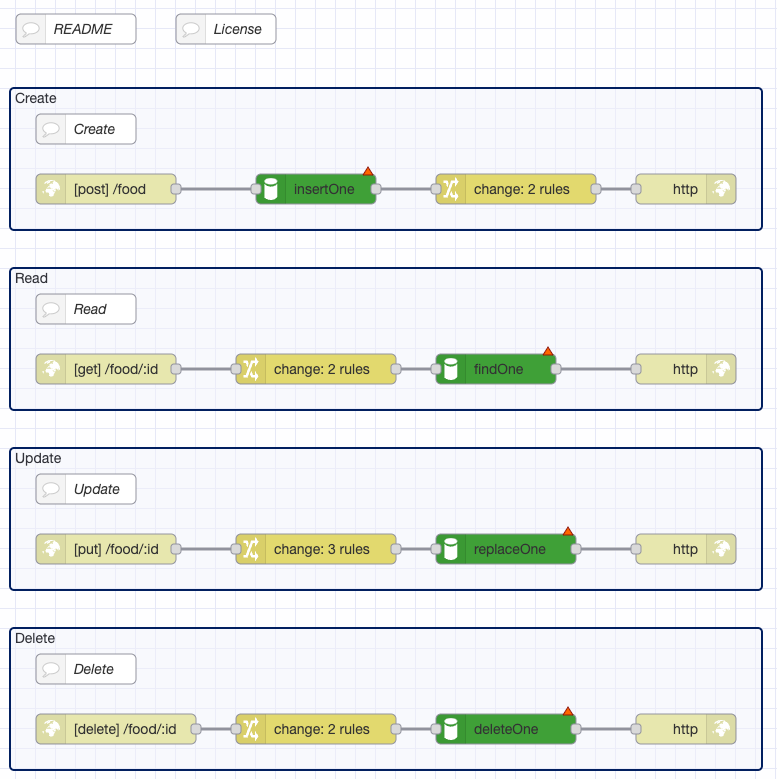 README
License
Create
Create
[post] /food
insertOne
change: 2 rules
http
Read
Read
[get] /food/:id
change: 2 rules
findOne
http
Update
Update
[put] /food/:id
change: 3 rules
replaceOne
http
Delete
Delete
[delete] /food/:id
change: 2 rules
deleteOne
http